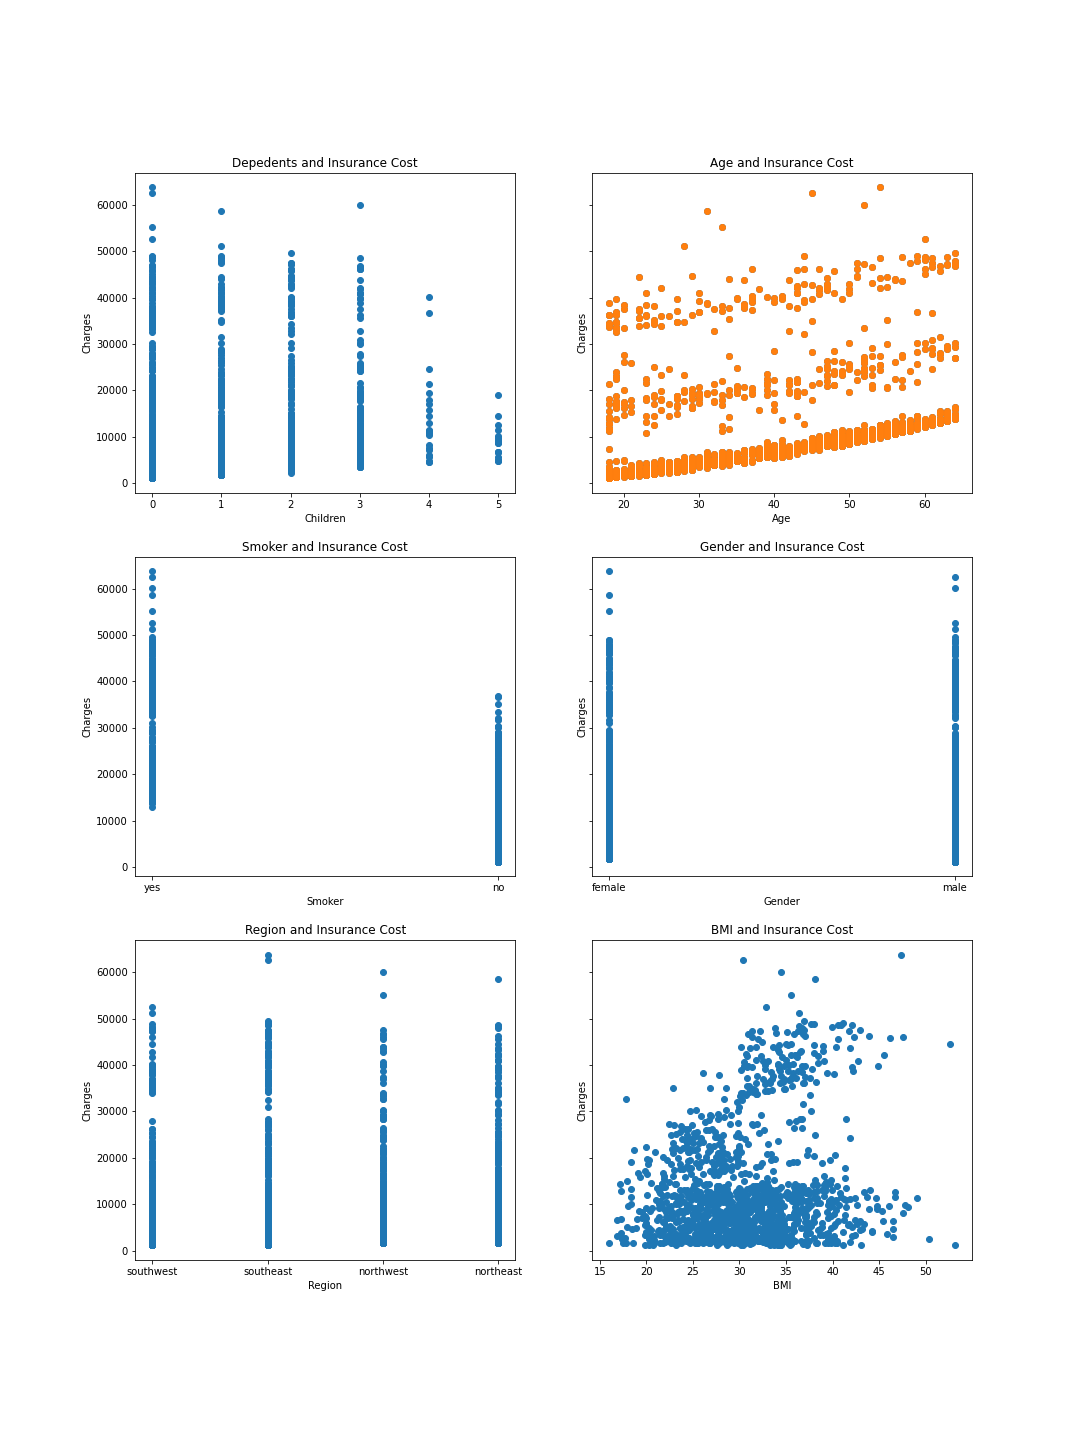 Depedents and Insurance Cost
Charges
60000
50000
40000
30000
20000
10000
0
0 1 2 3 4 5
Children
Age and Insurance Cost
Charges
20 30 40 50 60
Age
Smoker and Insurance Cost
Charges
60000
50000
40000
30000
20000
10000
0
yes no
Smoker
Gender and Insurance Cost
Charges
female male
Gender
Region and Insurance Cost
Charges
60000
50000
40000
30000
20000
10000
0
southwest southeast northwest northeast
Region
BMI and Insurance Cost
Charges
15 20 25 30 35 40 45 50
BMI